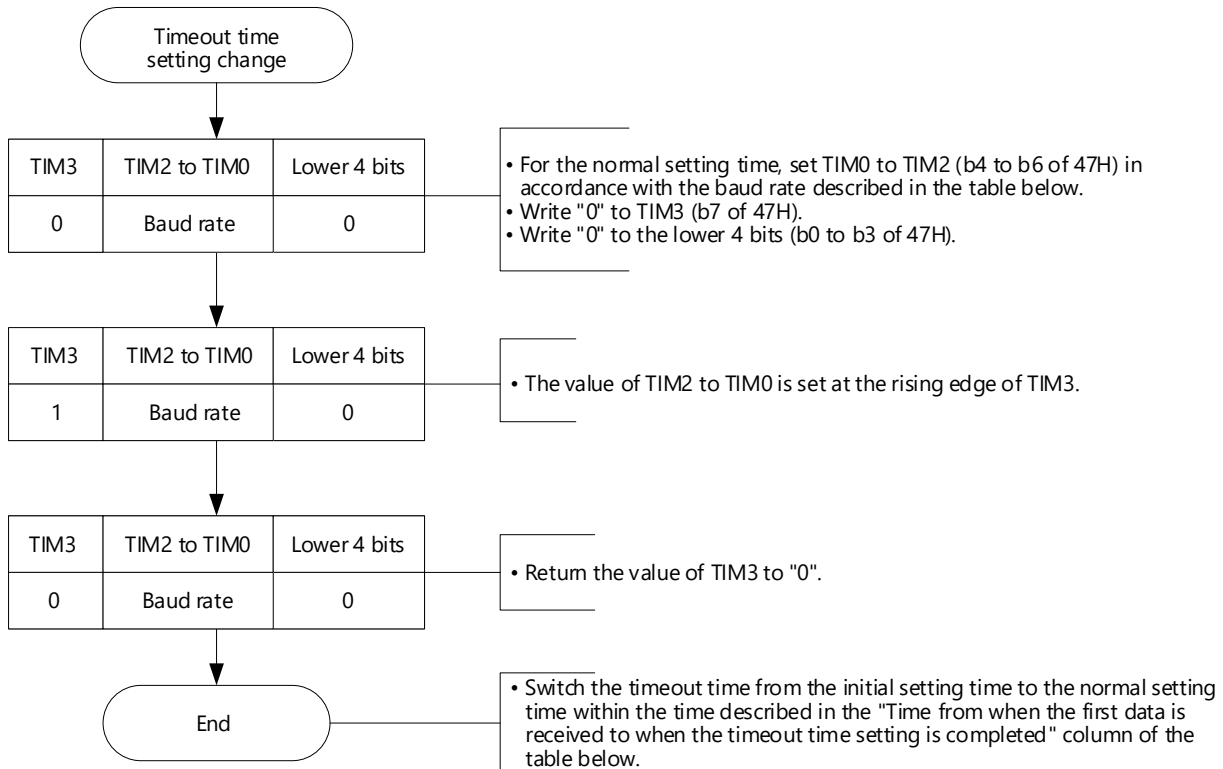 Timeout time
setting change
TIM3 TIM2 to TIM0 Lower 4 bits
0 Baud rate 0
• For the normal setting time, set TIM0 to TIM2 (b4 to b6 of 47H) in
accordance with the baud rate described in the table below.
• Write "0" to TIM3 (b7 of 47H).
• Write "0" to the lower 4 bits (b0 to b3 of 47H).
TIM3 TIM2 to TIM0 Lower 4 bits
1 Baud rate 0
• The value of TIM2 to TIM0 is set at the rising edge of TIM3.
TIM3 TIM2 to TIM0 Lower 4 bits
0 Baud rate 0
• Return the value of TIM3 to "0".
End
• Switch the timeout time from the initial setting time to the normal setting
time within the time described in the "Time from when the first data is
received to when the timeout time setting is completed" column of the
table below.